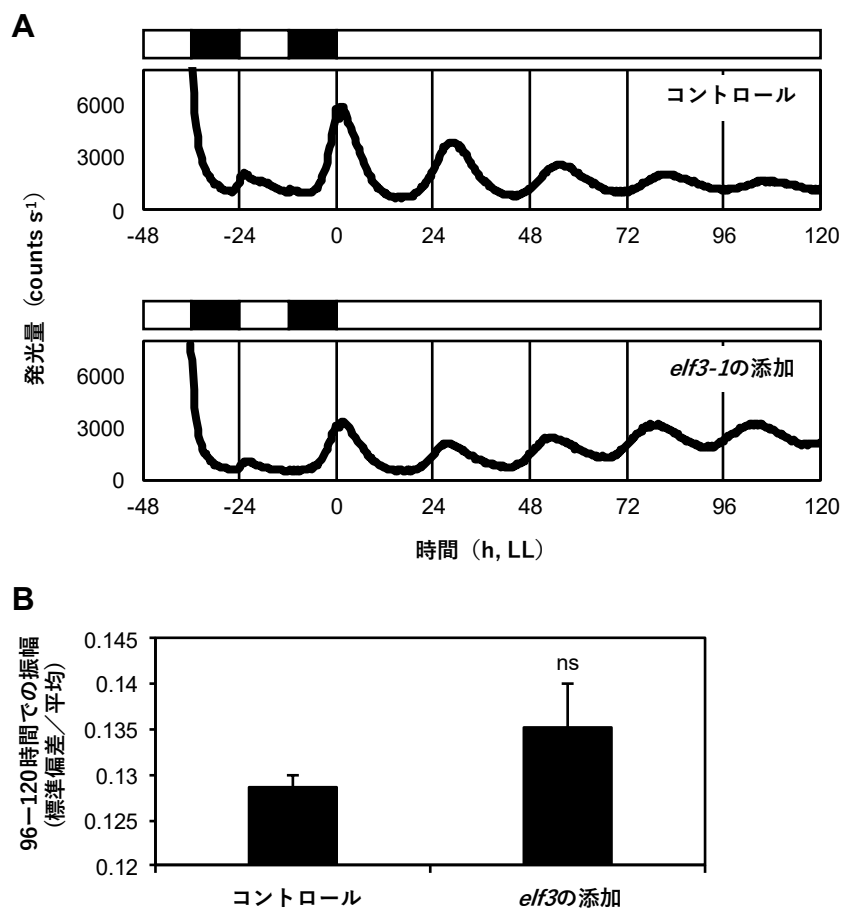 A
発光量（counts s-1）
6000
3000
0
コントロール
-48 -24 0 24 48 72 96 120
6000
3000
0
elf3-1の添加
-48 -24 0 24 48 72 96 120
時間（h, LL）
B
96ー120時間での振幅
（標準偏差／平均）
0.145
0.14
0.135
0.13
0.125
0.12
ns
コントロール elf3の添加